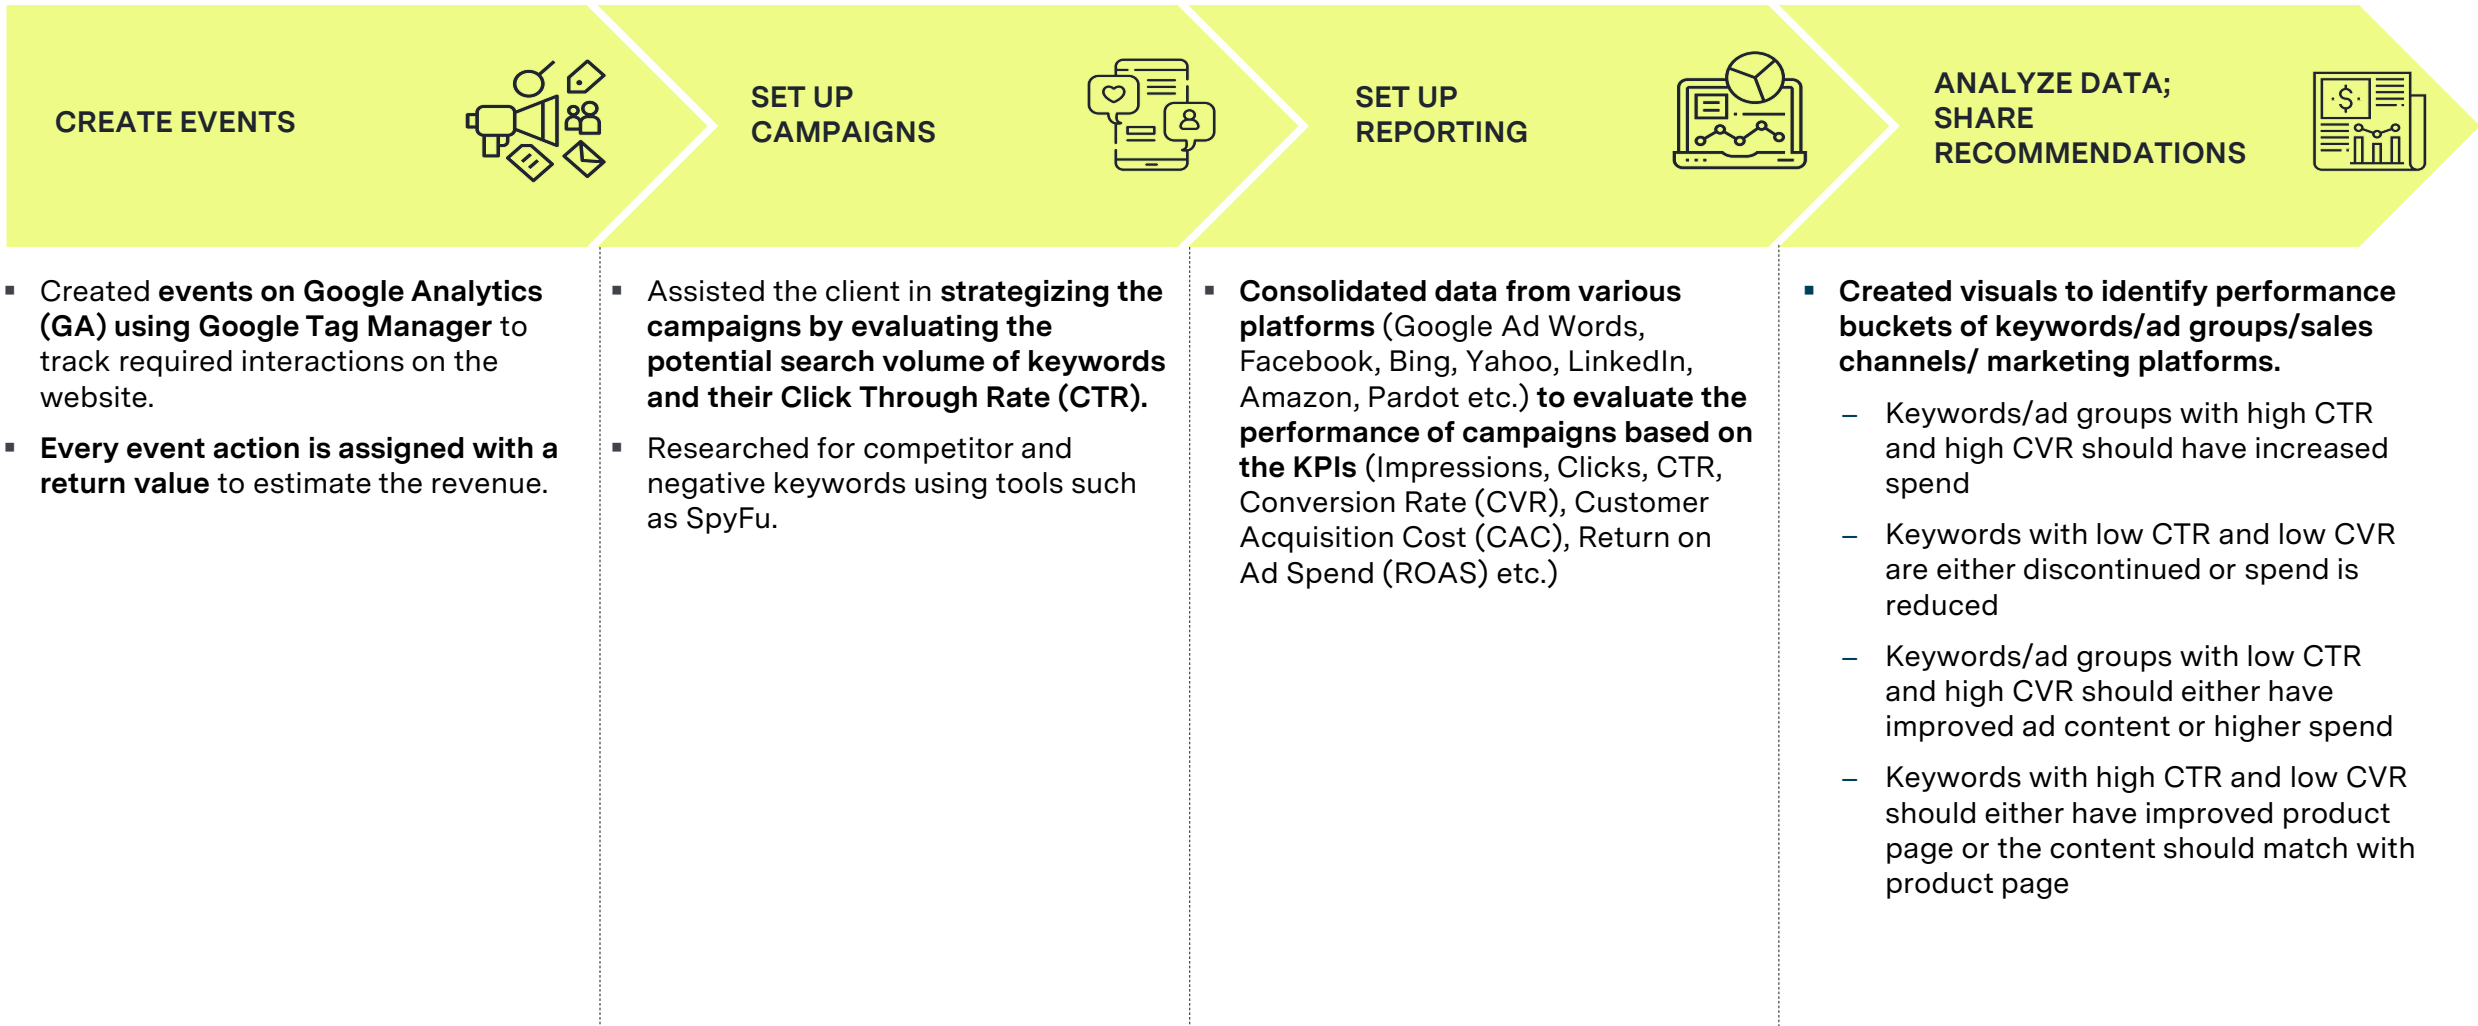 CREATE EVENTS
SET UP
CAMPAIGNS
SET UP
REPORTING
ANALYZE DATA;
SHARE
RECOMMENDATIONS
$
▪ Created events on Google Analytics
(GA) using Google Tag Manager to
track required interactions on the
website.
▪ Every event action is assigned with a
return value to estimate the revenue.
▪ Assisted the client in strategizing the
campaigns by evaluating the
potential search volume of keywords
and their Click Through Rate (CTR).
▪ Researched for competitor and
negative keywords using tools such
as SpyFu.
▪ Consolidated data from various
platforms (Google Ad Words,
Facebook, Bing, Yahoo, LinkedIn,
Amazon, Pardot etc.) to evaluate the
performance of campaigns based on
the KPIs (Impressions, Clicks, CTR,
Conversion Rate (CVR), Customer
Acquisition Cost (CAC), Return on
Ad Spend (ROAS) etc.)
▪ Created visuals to identify performance
buckets of keywords/ad groups/sales
channels/ marketing platforms.
– Keywords/ad groups with high CTR
and high CVR should have increased
spend
– Keywords with low CTR and low CVR
are either discontinued or spend is
reduced
– Keywords/ad groups with low CTR
and high CVR should either have
improved ad content or higher spend
– Keywords with high CTR and low CVR
should either have improved product
page or the content should match with
product page